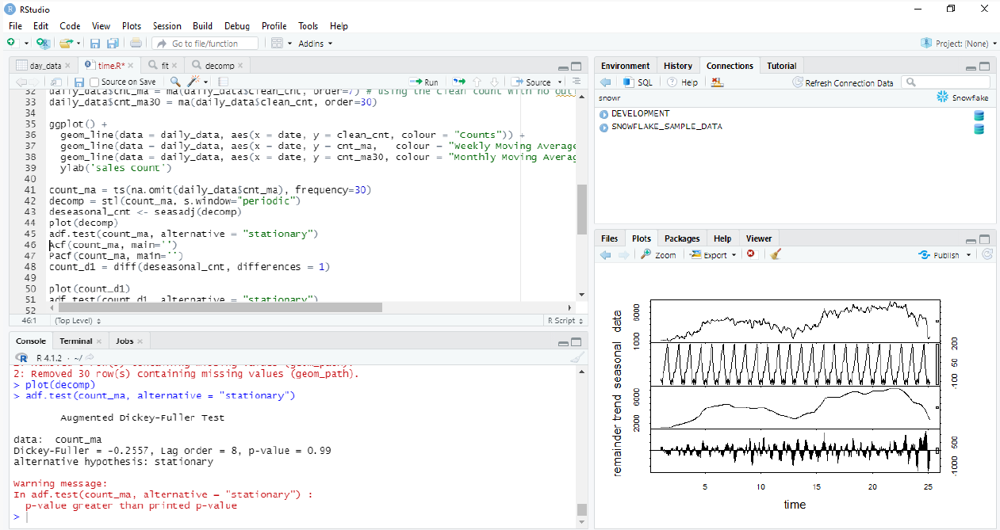 RStudio
File Edit Code View Plots Session Build Debug Profile Tools Help
Go to file/function Addins Project: (None)
day_data time.R* fit decomp
Source on Save Run Source
32 daily_data$cnt_ma = ma(daily_data$clean_cnt, order=7) # using the clean count with no out
33 daily_data$cnt_ma30 = ma(daily_data$clean_cnt, order=30)
34
35 ggplot() +
36 geom_line(data = daily_data, aes(x = date, y = clean_cnt, colour = "Counts")) +
37 geom_line(data = daily_data, aes(x = date, y = cnt_ma, colour = "Weekly Moving Average
38 geom_line(data = daily_data, aes(x = date, y = cnt_ma30, colour = "Monthly Moving Averag
39 ylab('sales Count')
40
41 count_ma = ts(na.omit(daily_data$cnt_ma), frequency=30)
42 decomp = stl(count_ma, s.window="periodic")
43 deseasonal_cnt <- seasadj(decomp)
44 plot(decomp)
45 adf.test(count_ma, alternative = "stationary")
46 Acf(count_ma, main='')
47 Pacf(count_ma, main='')
48 count_d1 = diff(deseasonal_cnt, differences = 1)
49
50 plot(count_d1)
51 adf.test(count_d1, alternative = "stationary")
52
46:1 (Top Level) R Script
Console Terminal Jobs
R 4.1.2 · ~/
2: Removed 30 row(s) containing missing values (geom_path).
> plot(decomp)
> adf.test(count_ma, alternative = "stationary")
Augmented Dickey-Fuller Test
data: count_ma
Dickey-Fuller = -0.2557, Lag order = 8, p-value = 0.99
alternative hypothesis: stationary
Warning message:
In adf.test(count_ma, alternative = "stationary") :
p-value greater than printed p-value
>
Environment History Connections Tutorial
SQL Help Refresh Connection Data
snowr Snowflake
DEVELOPMENT
SNOWFLAKE_SAMPLE_DATA
Files Plots Packages Help Viewer
Zoom Export Publish
data
1000 6000
seasonal
-100 50 200
trend
2000 6000
remainder
-1000 500
5 10 15 20 25
time